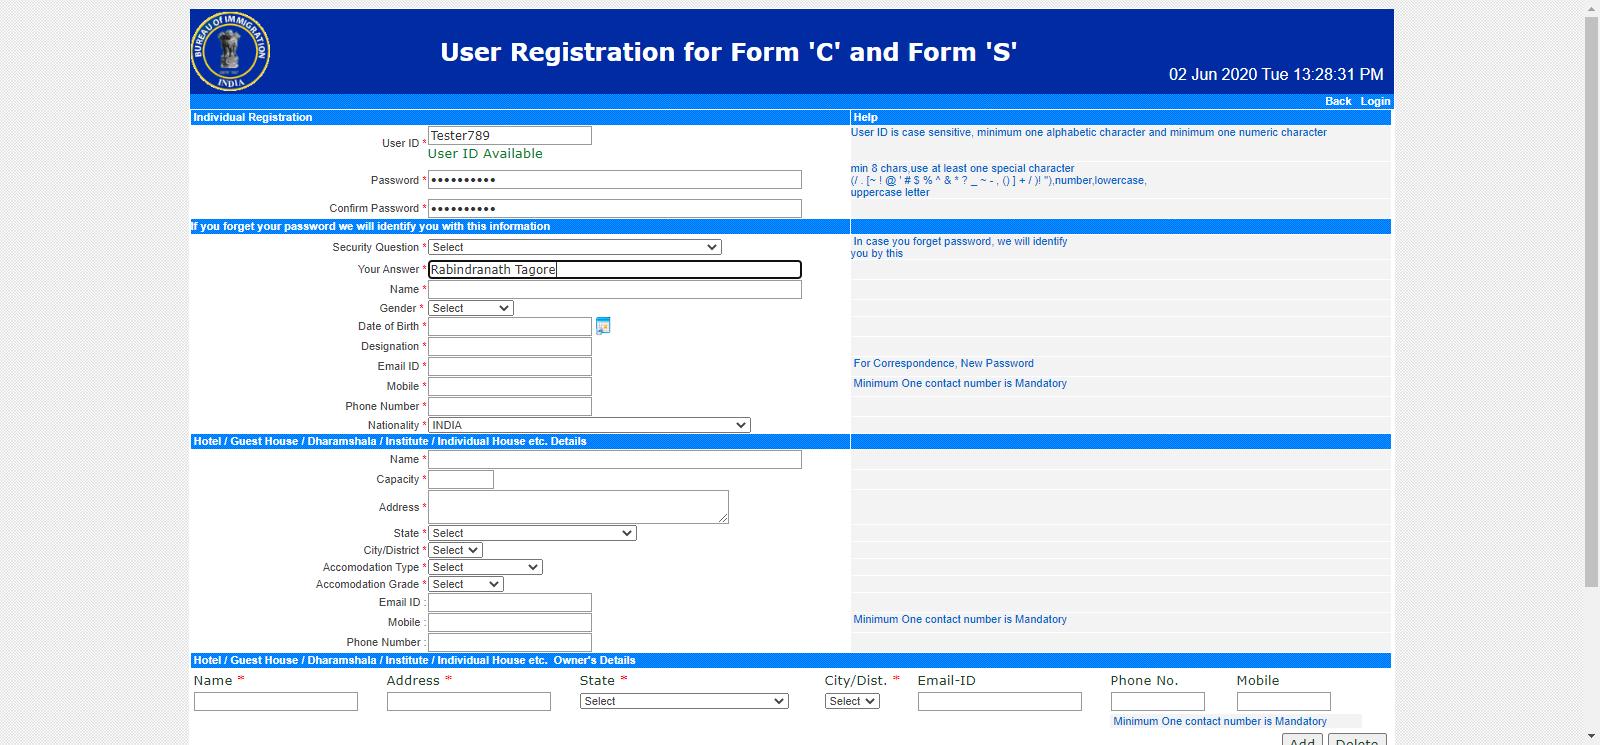 BUREAU OF IMMIGRATION
INDIA
User Registration for Form 'C' and Form 'S'
02 Jun 2020 Tue 13:28:31 PM
Back Login
Individual Registration Help
User ID * Tester789 User ID is case sensitive, minimum one alphabetic character and minimum one numeric character
User ID Available
Password * •••••••••• min 8 chars,use at least one special character
(/ . [~ ! @ ' # $ % ^ & * ? _ ~ - , () ] + / )! "),number,lowercase,
uppercase letter
Confirm Password * ••••••••••
If you forget your password we will identify you with this information
Security Question * Select In case you forget password, we will identify
you by this
Your Answer * Rabindranath Tagore
Name *
Gender * Select
Date of Birth *
Designation *
Email ID * For Correspondence, New Password
Mobile * Minimum One contact number is Mandatory
Phone Number *
Nationality * INDIA
Hotel / Guest House / Dharamshala / Institute / Individual House etc. Details
Name *
Capacity *
Address *
State * Select
City/District * Select
Accomodation Type * Select
Accomodation Grade * Select
Email ID :
Mobile : Minimum One contact number is Mandatory
Phone Number :
Hotel / Guest House / Dharamshala / Institute / Individual House etc. Owner's Details
Name * Address * State * City/Dist. * Email-ID Phone No. Mobile
Select Select
Minimum One contact number is Mandatory
Add Delete